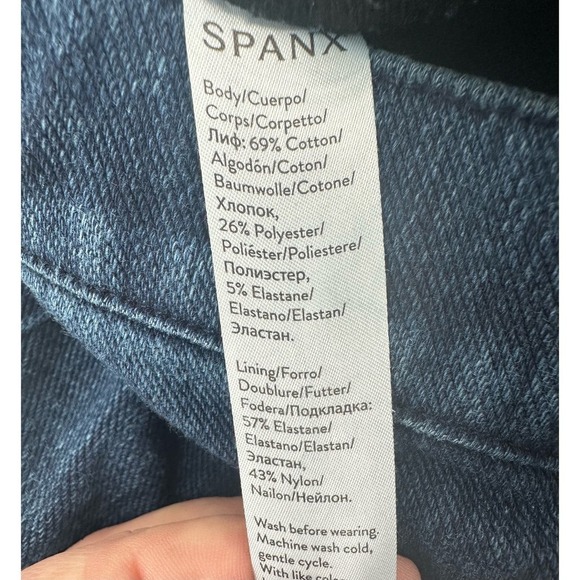 SPANX
Body/Cuerpo/
Corps/Corpetto/
Лиф: 69% Cotton/
Algodón/Coton/
Baumwolle/Cotone/
Хлопок,
26% Polyester/
Poliéster/Poliestere/
Полиэстер,
5% Elastane/
Elastano/Elastan/
Эластан.
Lining/Forro/
Doublure/Futter/
Fodera/Подкладка:
57% Elastane/
Elastano/Elastan/
Эластан,
43% Nylon/
Nailon/Нейлон.
Wash before wearing.
Machine wash cold,
gentle cycle.
With like